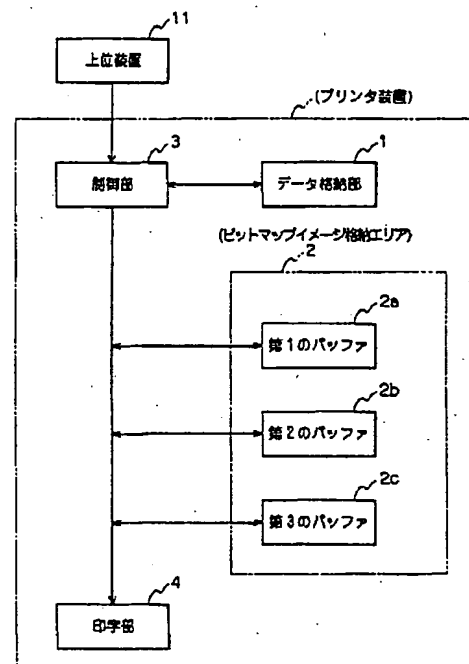 11
上位装置
(プリンタ装置)
3
1
制御部
データ格納部
(ビットマップイメージ格納エリア)
2
2a
第1のバッファ
2b
第2のバッファ
2c
第3のバッファ
4
印字部